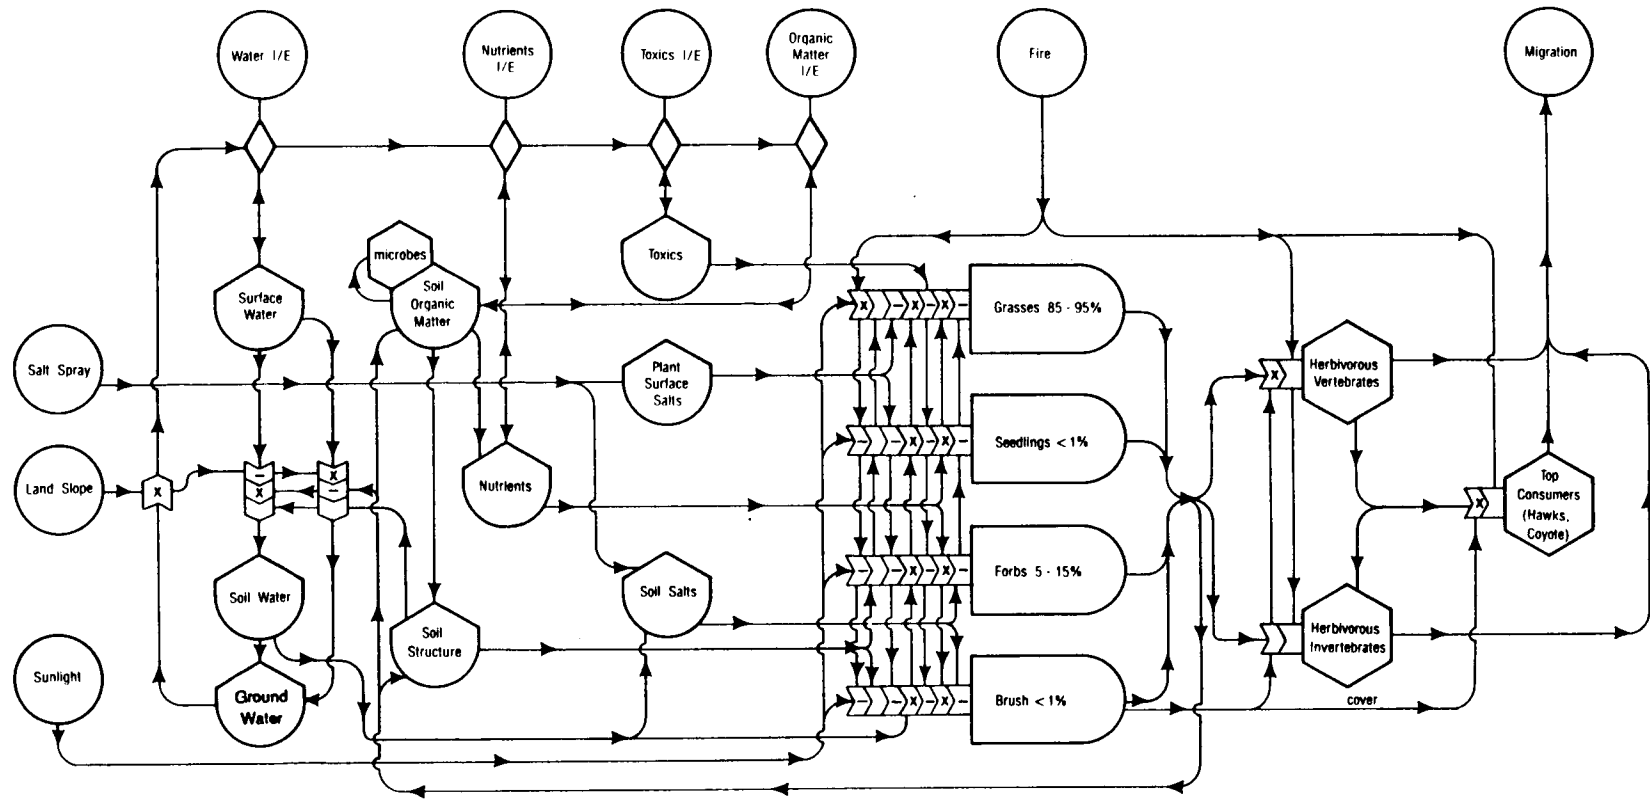 Water I/E
Nutrients
I/E
Toxics I/E
Organic
Matter
I/E
Fire
Migration
microbes
Soil
Organic
Matter
Toxics
Surface
Water
Salt Spray
Plant
Surface
Salts
Grasses 85 - 95%
Herbivorous
Vertebrates
Land Slope
X
-
X
X
-
Nutrients
Seedlings < 1%
Top
Consumers
(Hawks,
Coyote)
Soil Water
Soil Salts
Forbs 5 - 15%
Soil
Structure
Herbivorous
Invertebrates
Sunlight
Ground
Water
Brush < 1%
cover
X
-
X
-
X
-
-
-
X
-
X
-
-
-
X
-
X
-
-
-
X
-
X
-
X
X